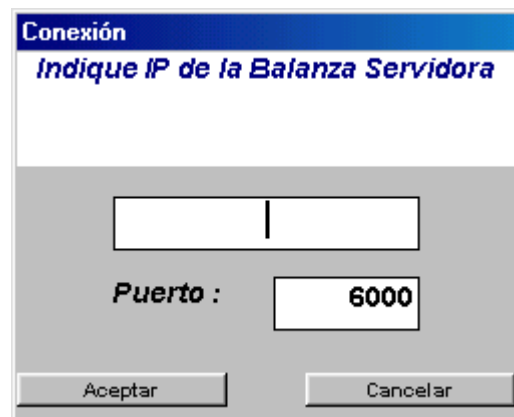 Conexión
Indique IP de la Balanza Servidora
Puerto : 6000
Aceptar Cancelar